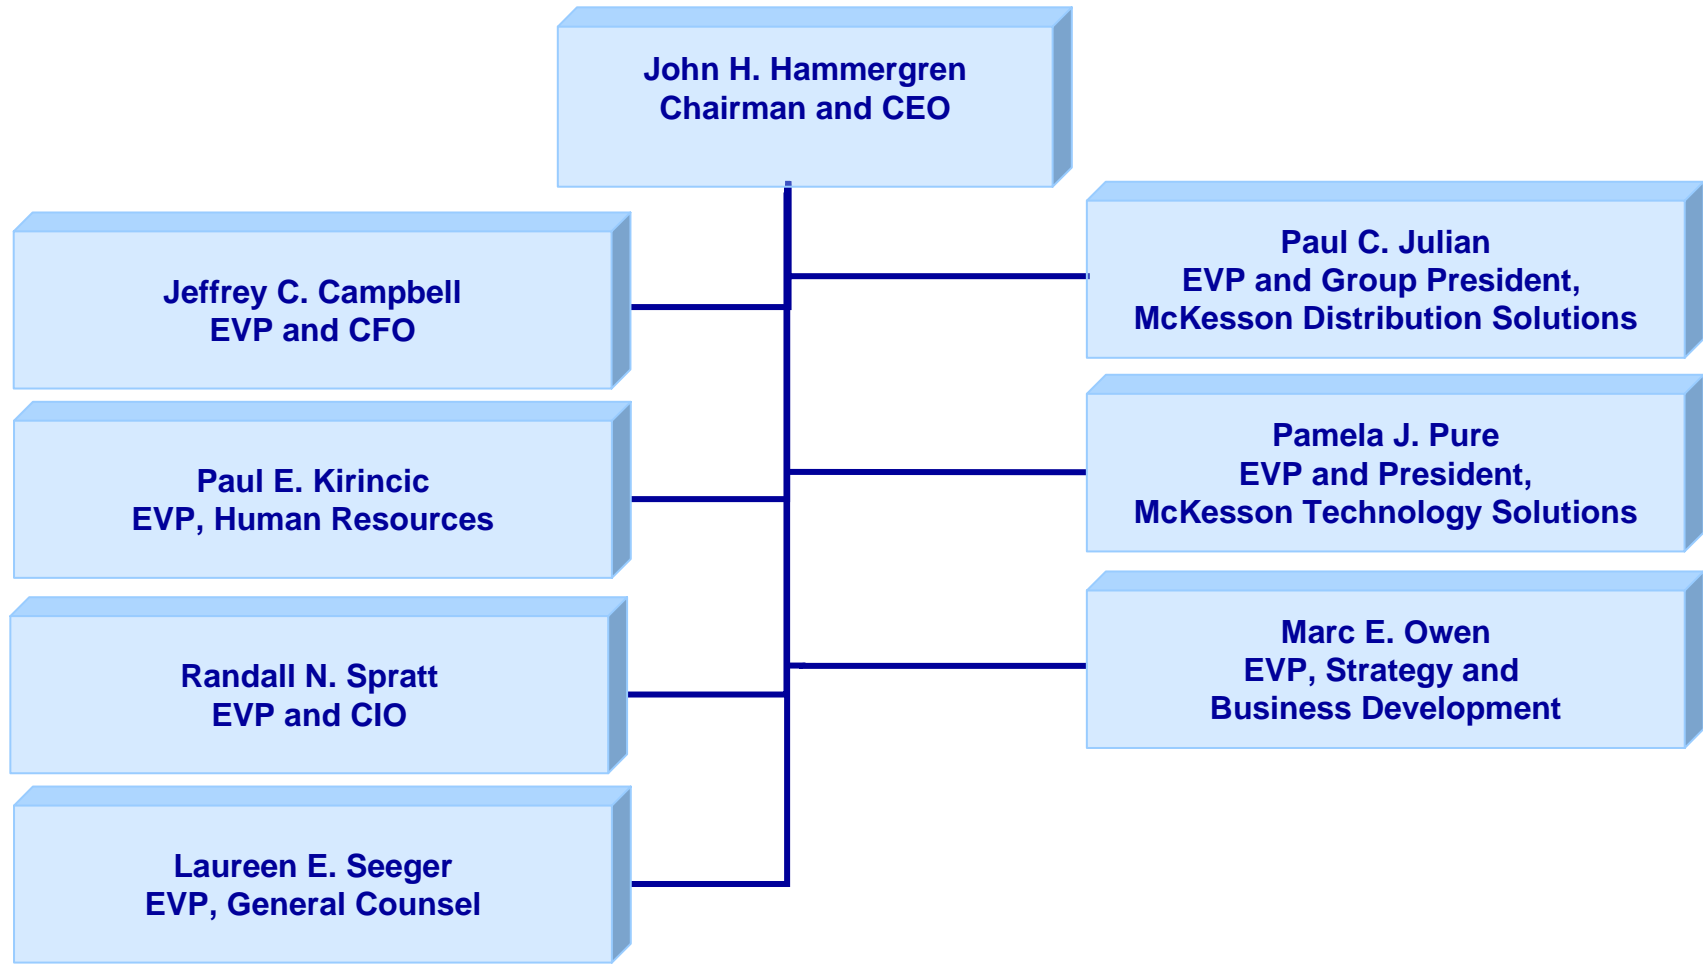 John H. Hammergren
Chairman and CEO
Jeffrey C. Campbell
EVP and CFO
Paul E. Kirincic
EVP, Human Resources
Randall N. Spratt
EVP and CIO
Laureen E. Seeger
EVP, General Counsel
Paul C. Julian
EVP and Group President,
McKesson Distribution Solutions
Pamela J. Pure
EVP and President,
McKesson Technology Solutions
Marc E. Owen
EVP, Strategy and
Business Development